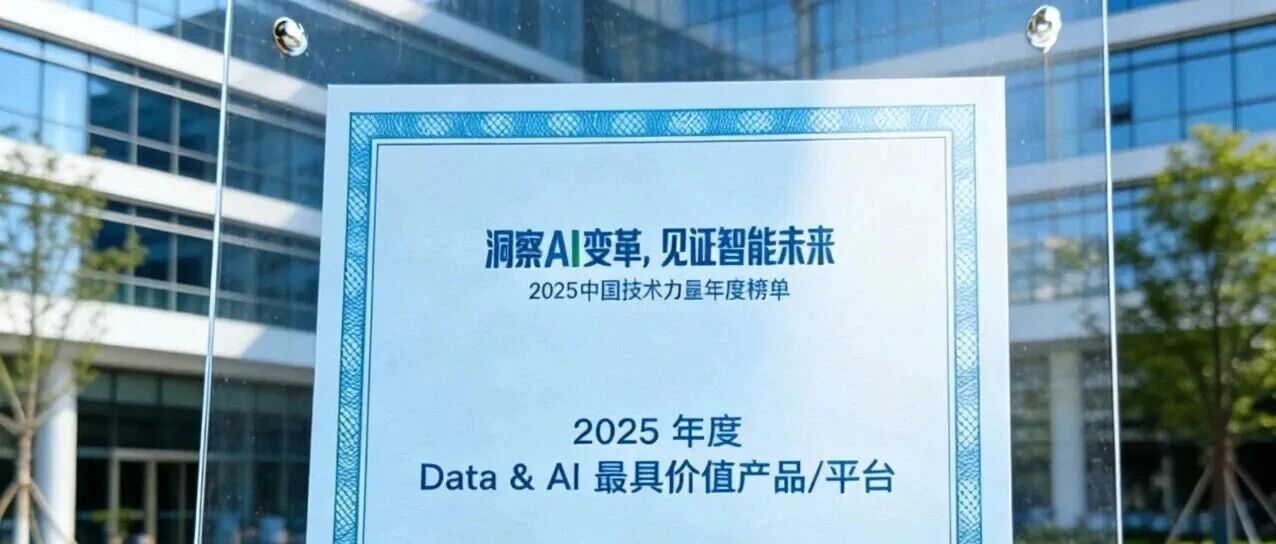 洞察AI变革，见证智能未来
2025中国技术力量年度榜单
2025 年度
Data & AI 最具价值产品/平台